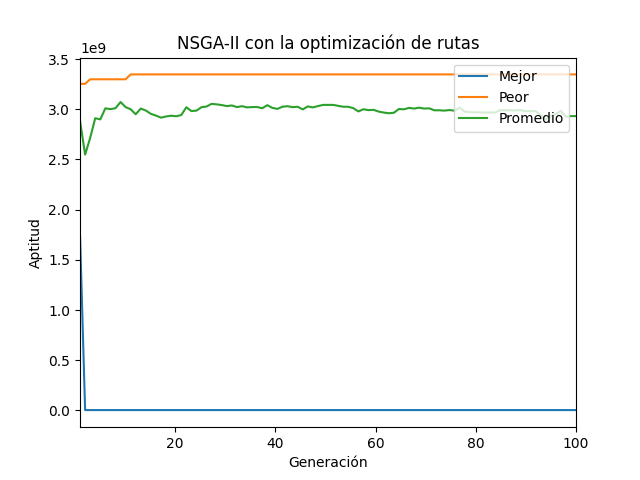 NSGA-II con la optimización de rutas
1e9
3.5
3.0
2.5
2.0
1.5
1.0
0.5
0.0
Aptitud
Mejor
Peor
Promedio
20
40
60
80
100
Generación